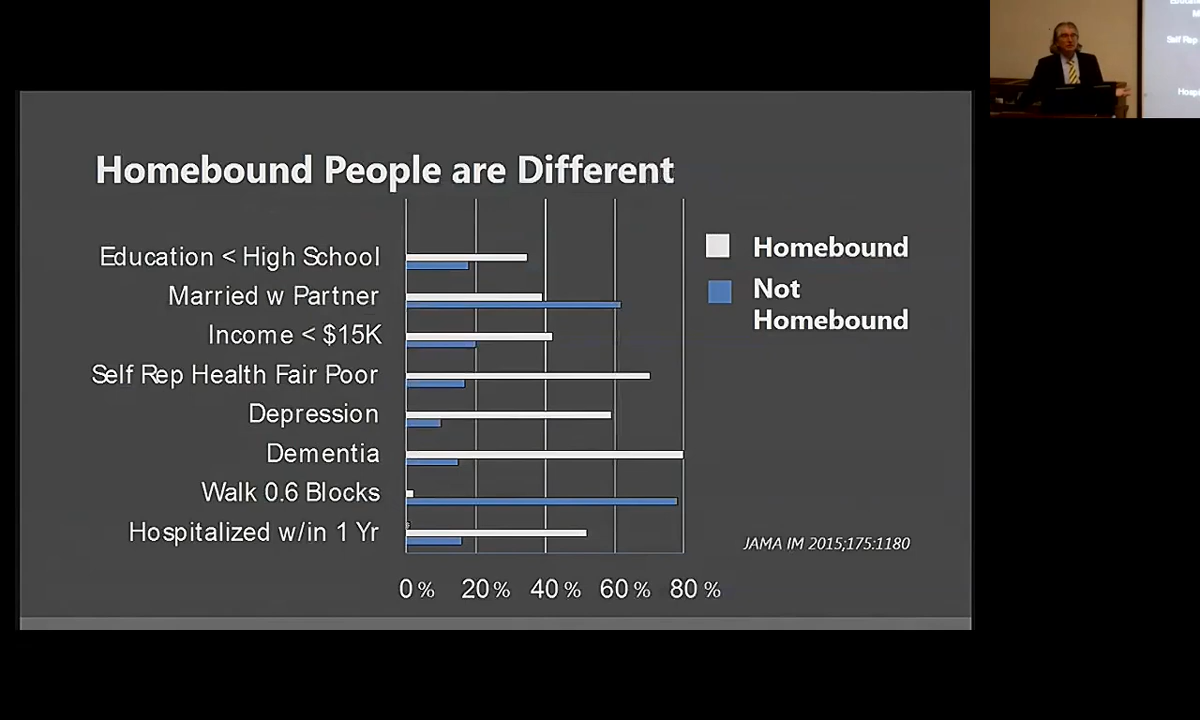 Homebound People are Different
Education < High School
Married w Partner
Income < $15K
Self Rep Health Fair Poor
Depression
Dementia
Walk 0.6 Blocks
Hospitalized w/in 1 Yr
0 % 20 % 40 % 60 % 80 %
Homebound
Not
Homebound
JAMA IM 2015;175:1180
Self Rep